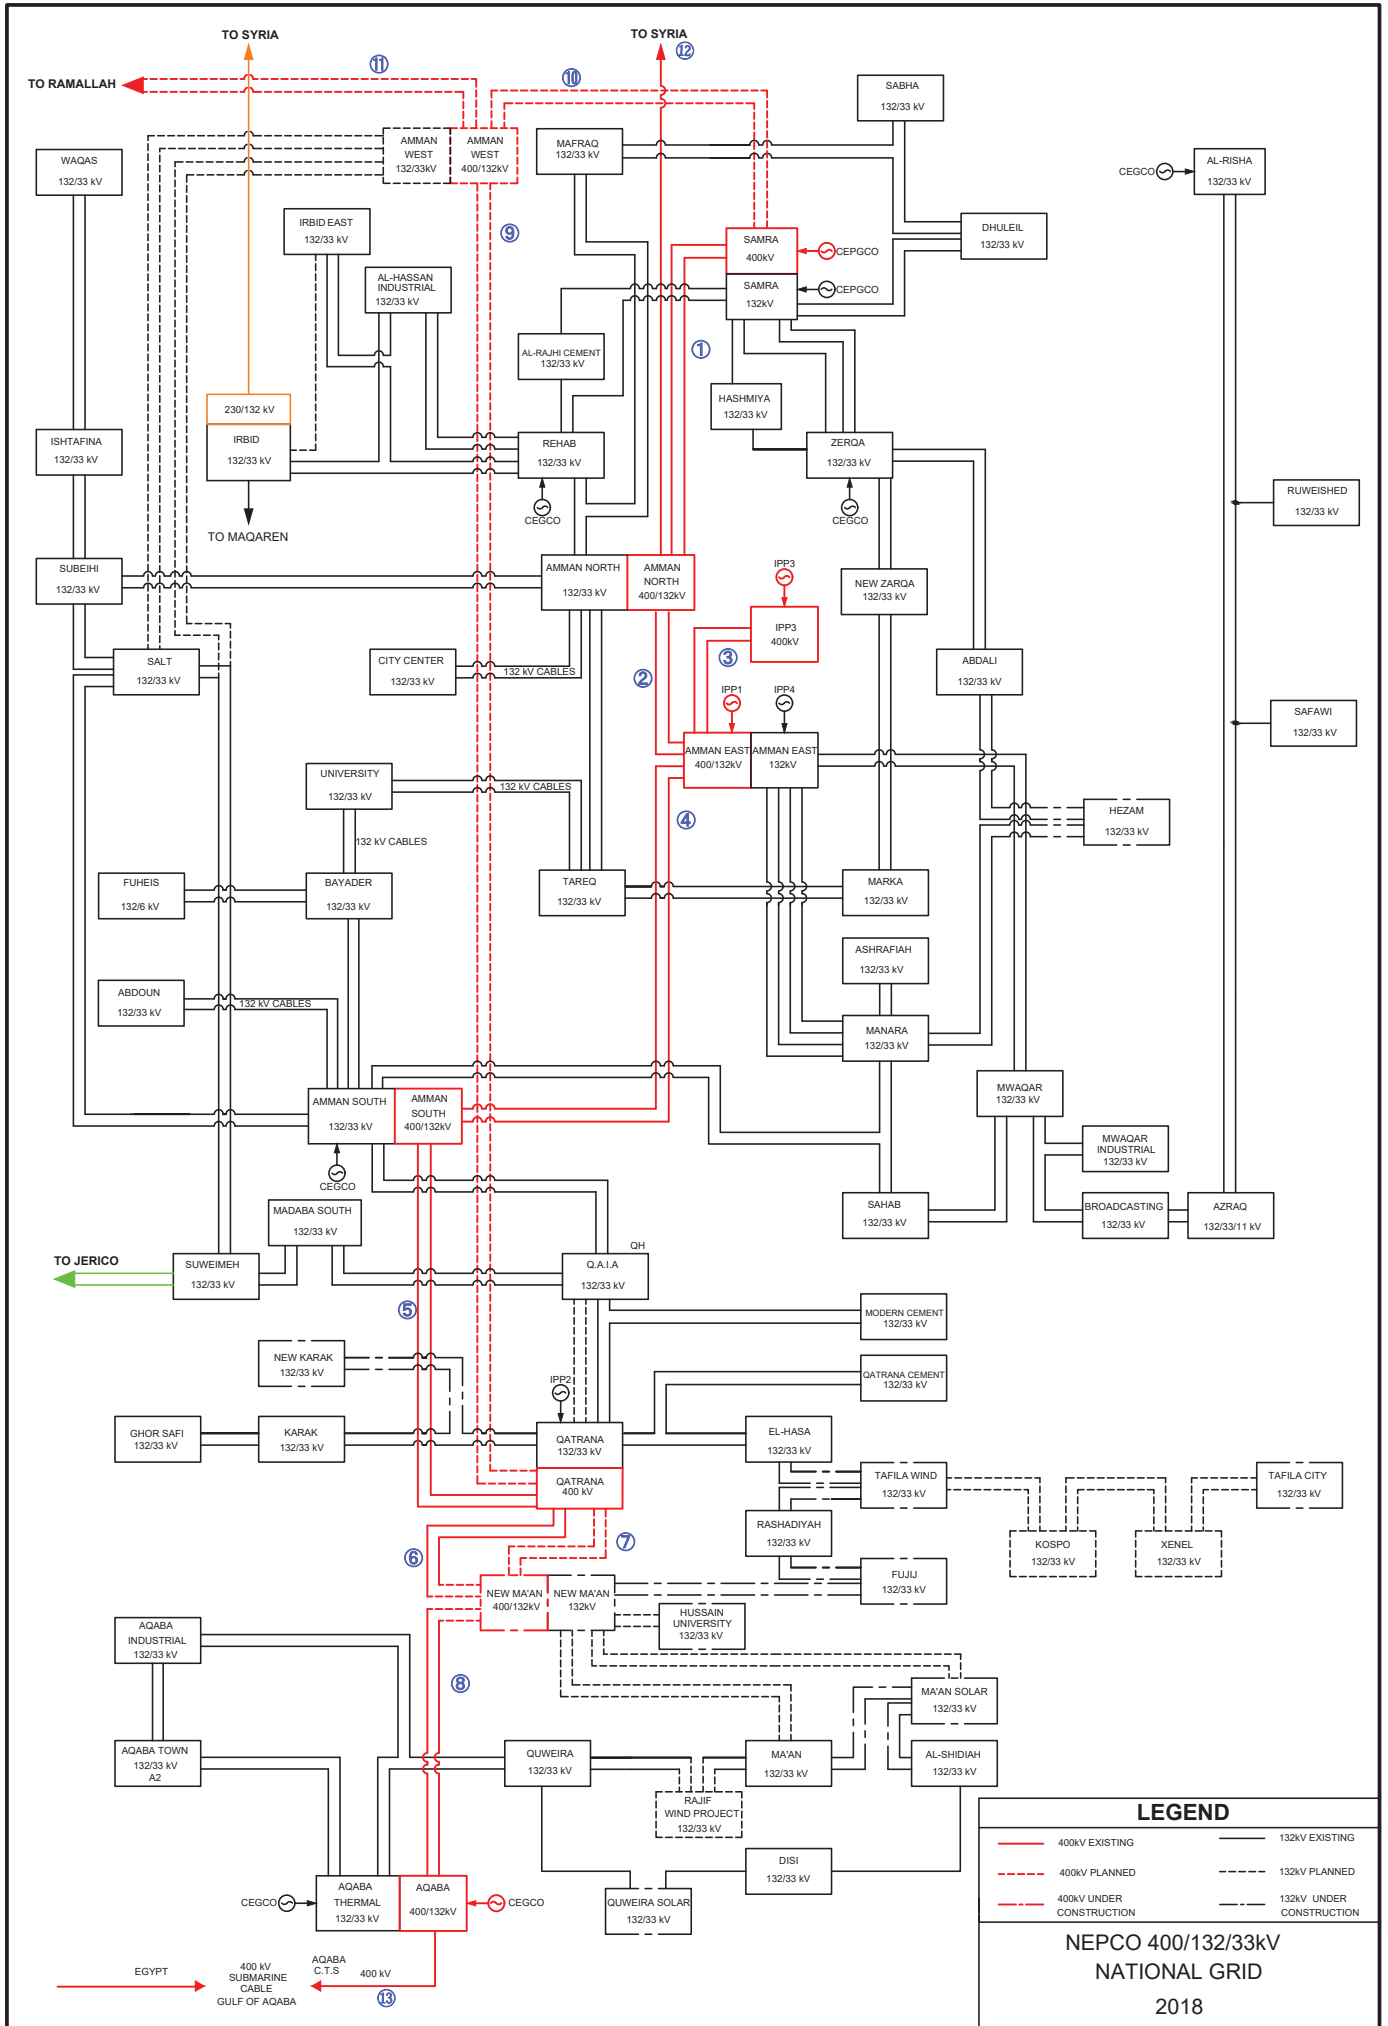 TO SYRIA
TO SYRIA
⑫
⑪
⑩
TO RAMALLAH
SABHA
132/33 kV
AMMAN
WEST
132/33kV
AMMAN
WEST
400/132kV
MAFRAQ
132/33 kV
WAQAS
132/33 kV
AL-RISHA
132/33 kV
CEGCO
IRBID EAST
132/33 kV
⑨
DHULEIL
132/33 kV
SAMRA
400kV
CEPGCO
AL-HASSAN
INDUSTRIAL
132/33 kV
SAMRA
132kV
CEPGCO
①
AL-RAJHI CEMENT
132/33 kV
HASHMIYA
132/33 kV
230/132 kV
IRBID
132/33 kV
ISHTAFINA
132/33 kV
REHAB
132/33 kV
ZERQA
132/33 kV
CEGCO
CEGCO
RUWEISHED
132/33 kV
TO MAQAREN
SUBEIHI
132/33 kV
AMMAN NORTH
132/33 kV
AMMAN
NORTH
400/132kV
IPP3
NEW ZARQA
132/33 kV
IPP3
400kV
③
SALT
132/33 kV
CITY CENTER
132/33 kV
132 kV CABLES
②
ABDALI
132/33 kV
IPP1
IPP4
SAFAWI
132/33 kV
AMMAN EAST
400/132kV
AMMAN EAST
132kV
UNIVERSITY
132/33 kV
132 kV CABLES
④
HEZAM
132/33 kV
132 kV CABLES
FUHEIS
132/6 kV
BAYADER
132/33 kV
TAREQ
132/33 kV
MARKA
132/33 kV
ASHRAFIAH
132/33 kV
ABDOUN
132/33 kV
132 kV CABLES
MANARA
132/33 kV
AMMAN SOUTH
132/33 kV
AMMAN
SOUTH
400/132kV
MWAQAR
132/33 kV
MWAQAR
INDUSTRIAL
132/33 kV
CEGCO
MADABA SOUTH
132/33 kV
SAHAB
132/33 kV
BROADCASTING
132/33 kV
AZRAQ
132/33/11 kV
QH
TO JERICO
SUWEIMEH
132/33 kV
Q.A.I.A
132/33 kV
⑤
MODERN CEMENT
132/33 kV
NEW KARAK
132/33 kV
QATRANA CEMENT
132/33 kV
IPP2
GHOR SAFI
132/33 kV
KARAK
132/33 kV
QATRANA
132/33 kV
EL-HASA
132/33 kV
QATRANA
400 kV
TAFILA WIND
132/33 kV
TAFILA CITY
132/33 kV
RASHADIYAH
132/33 kV
KOSPO
132/33 kV
XENEL
132/33 kV
⑥
⑦
FUJIJ
132/33 kV
NEW MA'AN
400/132kV
NEW MA'AN
132kV
HUSSAIN
UNIVERSITY
132/33 kV
AQABA
INDUSTRIAL
132/33 kV
⑧
MA'AN SOLAR
132/33 kV
AQABA TOWN
132/33 kV
A2
QUWEIRA
132/33 kV
MA'AN
132/33 kV
AL-SHIDIAH
132/33 kV
RAJIF
WIND PROJECT
132/33 kV
DISI
132/33 kV
AQABA
THERMAL
132/33 kV
AQABA
400/132kV
CEGCO
CEGCO
QUWEIRA SOLAR
132/33 kV
EGYPT
400 kV
SUBMARINE
CABLE
GULF OF AQABA
AQABA
C.T.S
400 kV
⑬
LEGEND
400kV EXISTING
132kV EXISTING
400kV PLANNED
132kV PLANNED
400kV UNDER
CONSTRUCTION
132kV UNDER
CONSTRUCTION
NEPCO 400/132/33kV
NATIONAL GRID
2018